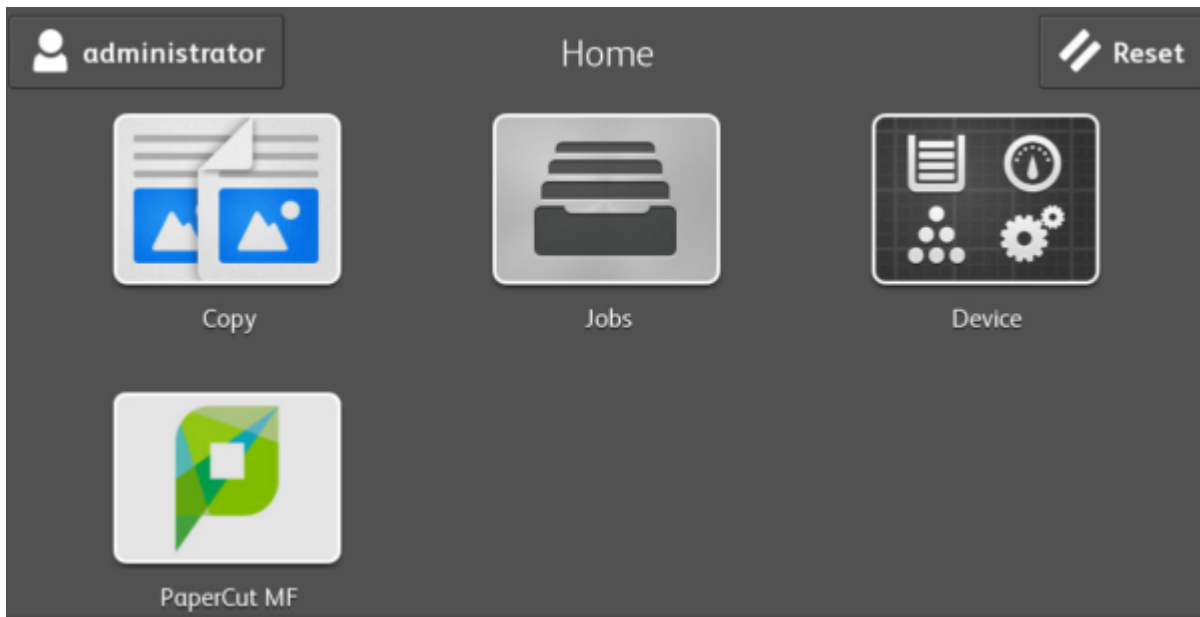 administrator
Home
Reset
Copy
Jobs
Device
PaperCut MF